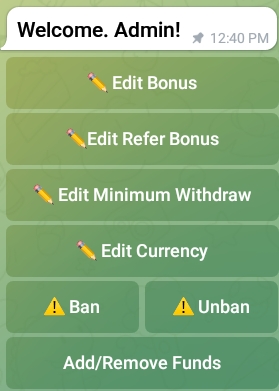 Welcome. Admin!
12:40 PM
✏️ Edit Bonus
✏️Edit Refer Bonus
✏️ Edit Minimum Withdraw
✏️ Edit Currency
⚠️ Ban
⚠️ Unban
Add/Remove Funds